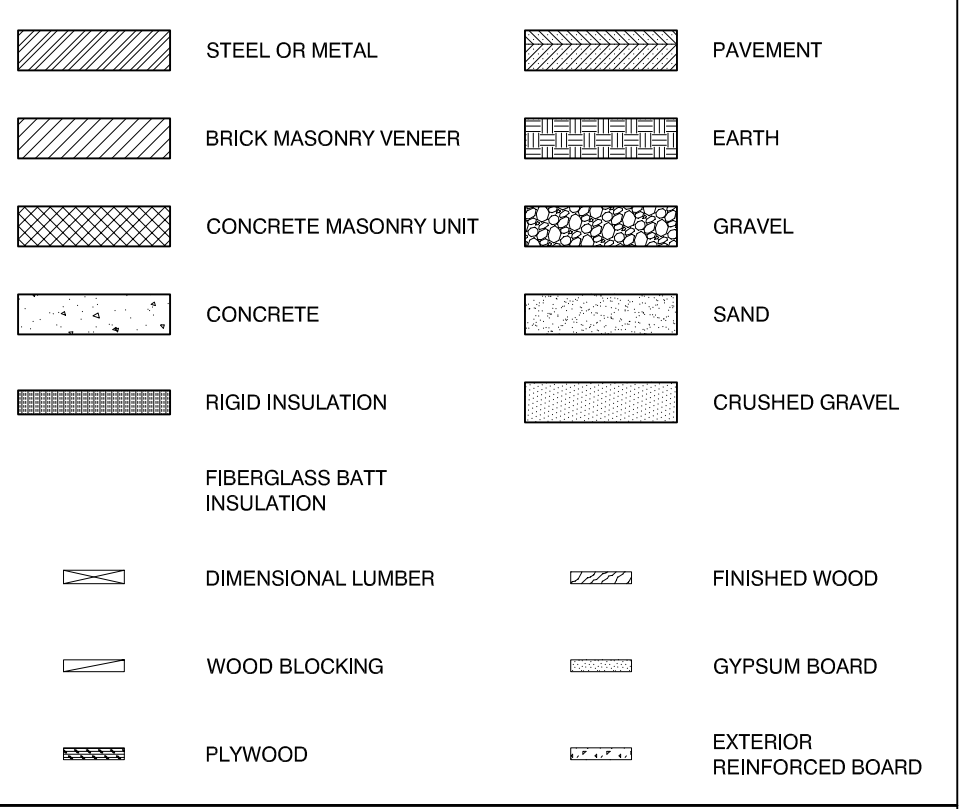 STEEL OR METAL
PAVEMENT
BRICK MASONRY VENEER
EARTH
CONCRETE MASONRY UNIT
GRAVEL
CONCRETE
SAND
RIGID INSULATION
CRUSHED GRAVEL
FIBERGLASS BATT
INSULATION
DIMENSIONAL LUMBER
FINISHED WOOD
WOOD BLOCKING
GYPSUM BOARD
PLYWOOD
EXTERIOR
REINFORCED BOARD